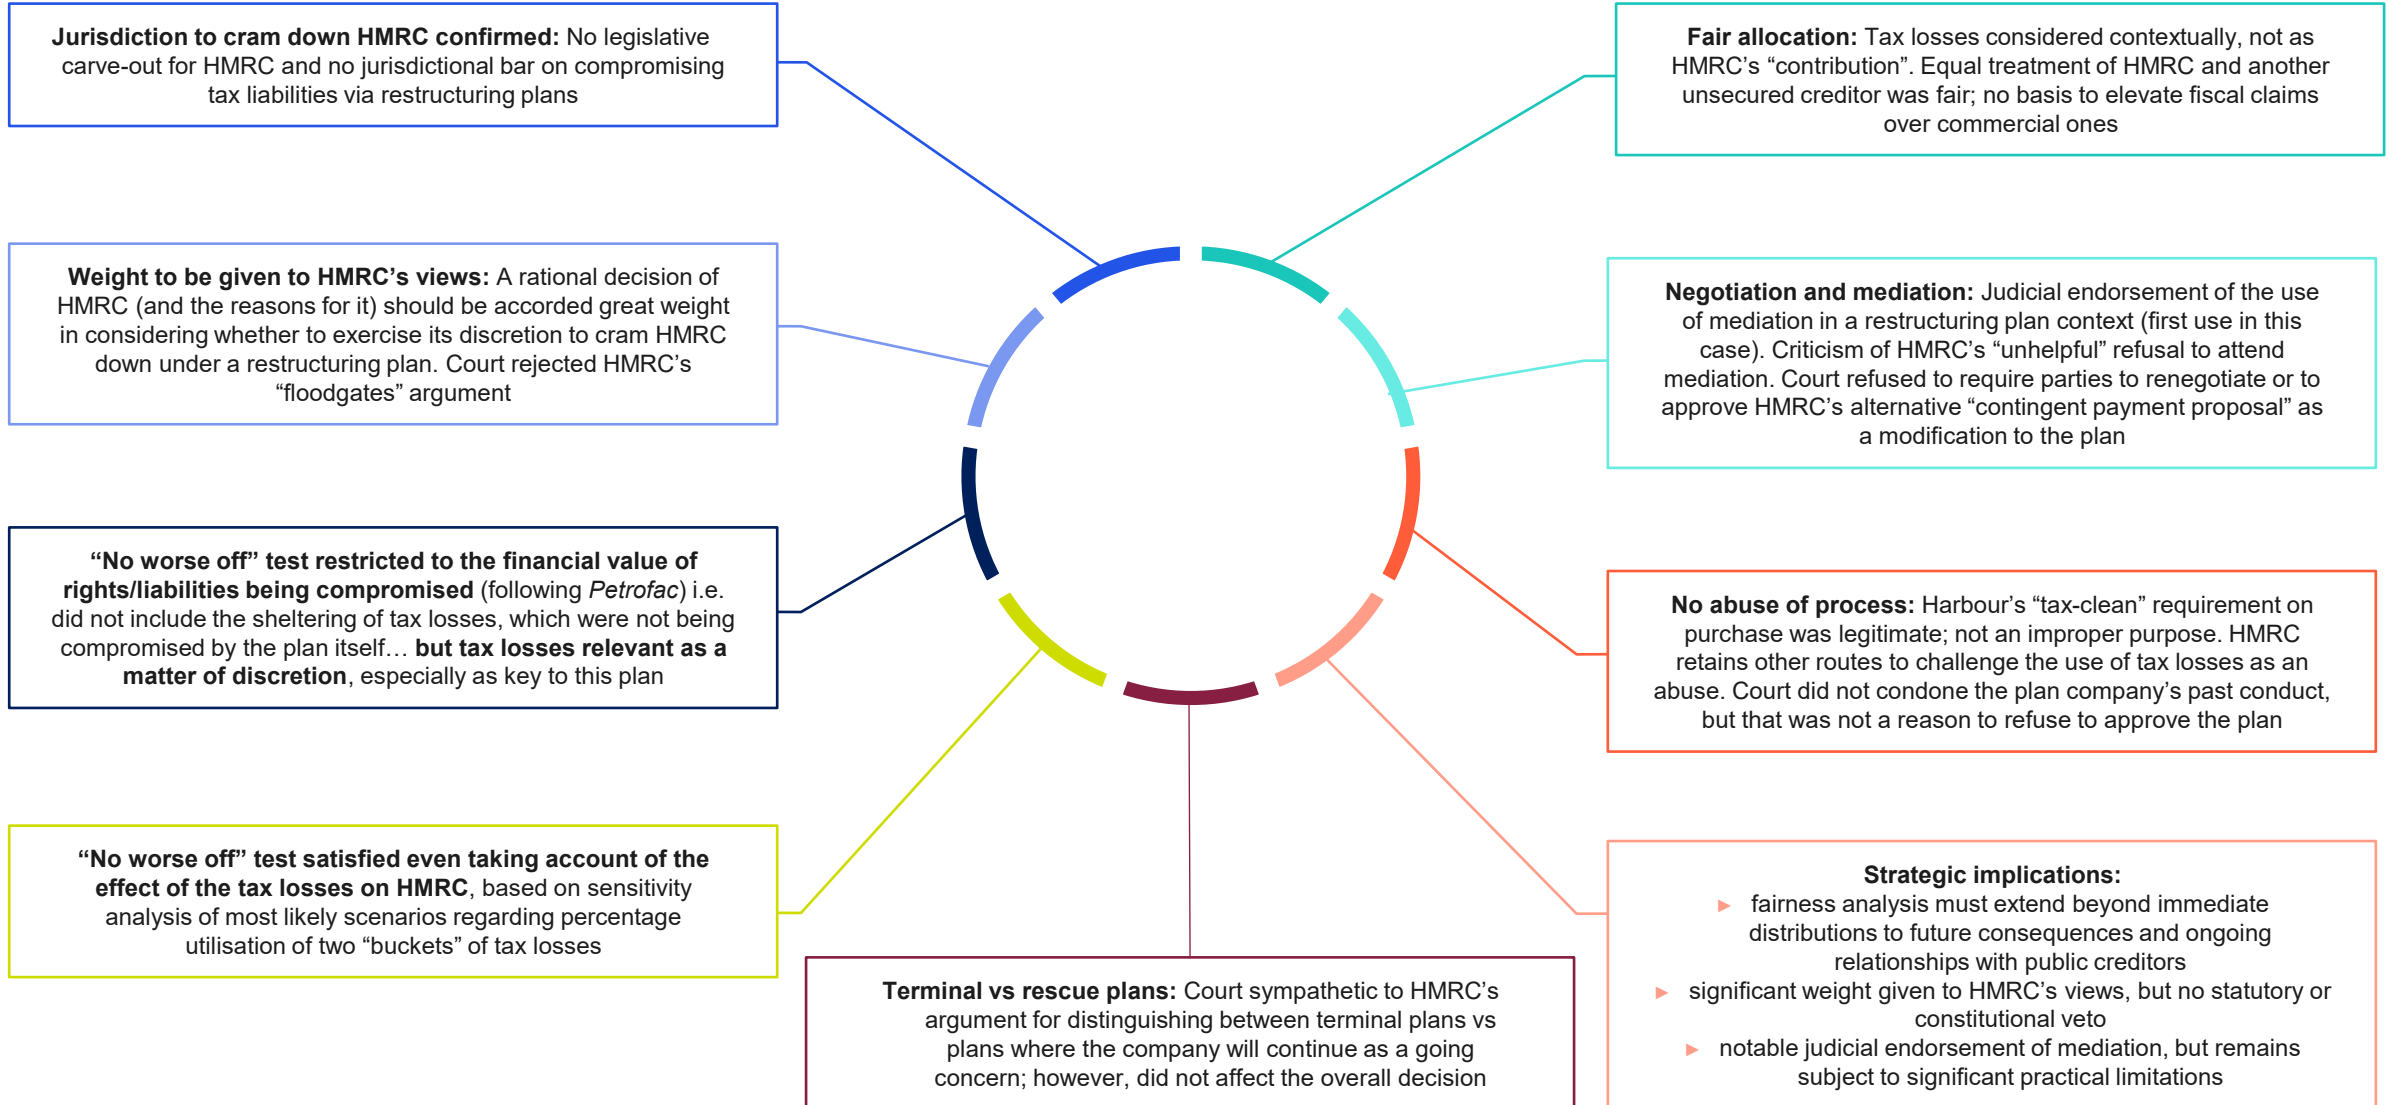 Jurisdiction to cram down HMRC confirmed: No legislative
carve-out for HMRC and no jurisdictional bar on compromising
tax liabilities via restructuring plans
Weight to be given to HMRC’s views: A rational decision of
HMRC (and the reasons for it) should be accorded great weight
in considering whether to exercise its discretion to cram HMRC
down under a restructuring plan. Court rejected HMRC’s
“floodgates” argument
“No worse off” test restricted to the financial value of
rights/liabilities being compromised (following Petrofac) i.e.
did not include the sheltering of tax losses, which were not being
compromised by the plan itself… but tax losses relevant as a
matter of discretion, especially as key to this plan
“No worse off” test satisfied even taking account of the
effect of the tax losses on HMRC, based on sensitivity
analysis of most likely scenarios regarding percentage
utilisation of two “buckets” of tax losses
Terminal vs rescue plans: Court sympathetic to HMRC’s
argument for distinguishing between terminal plans vs
plans where the company will continue as a going
concern; however, did not affect the overall decision
Fair allocation: Tax losses considered contextually, not as
HMRC’s “contribution”. Equal treatment of HMRC and another
unsecured creditor was fair; no basis to elevate fiscal claims
over commercial ones
Negotiation and mediation: Judicial endorsement of the use
of mediation in a restructuring plan context (first use in this
case). Criticism of HMRC’s “unhelpful” refusal to attend
mediation. Court refused to require parties to renegotiate or to
approve HMRC’s alternative “contingent payment proposal” as
a modification to the plan
No abuse of process: Harbour’s “tax-clean” requirement on
purchase was legitimate; not an improper purpose. HMRC
retains other routes to challenge the use of tax losses as an
abuse. Court did not condone the plan company’s past conduct,
but that was not a reason to refuse to approve the plan
Strategic implications:
► fairness analysis must extend beyond immediate
distributions to future consequences and ongoing
relationships with public creditors
► significant weight given to HMRC’s views, but no statutory or
constitutional veto
► notable judicial endorsement of mediation, but remains
subject to significant practical limitations